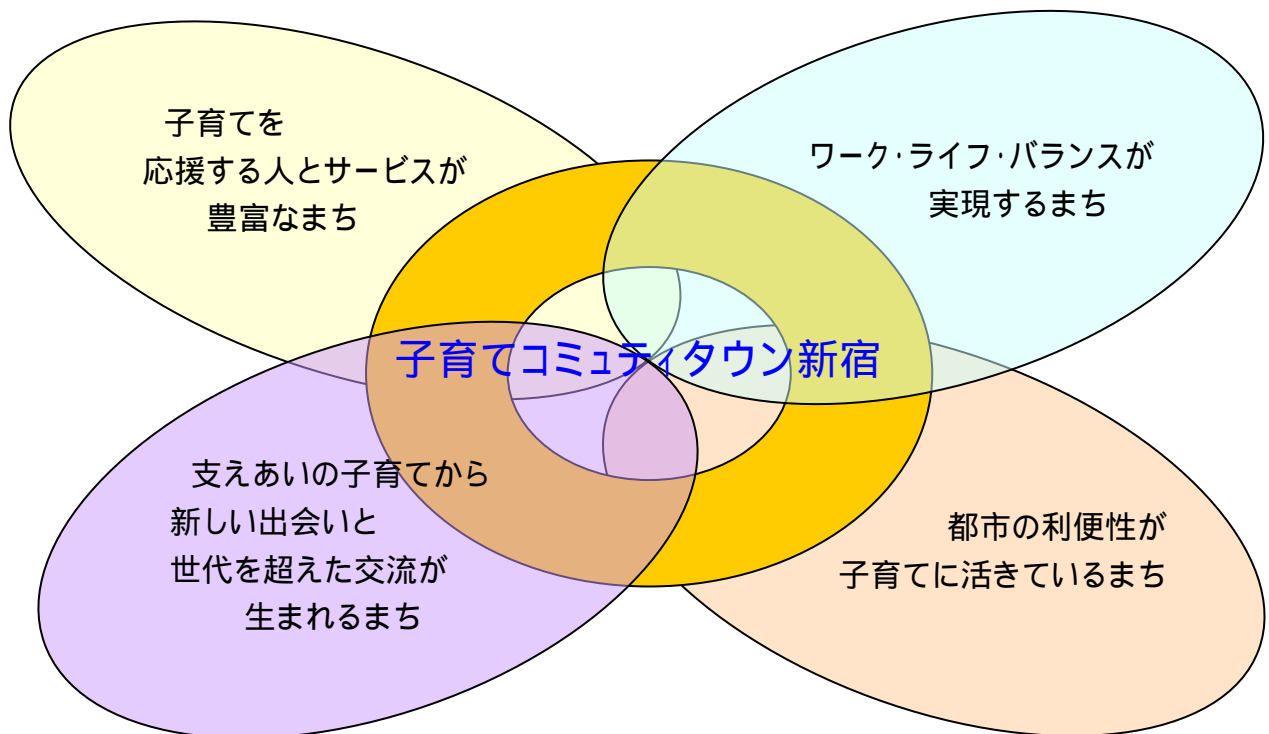 子育てを
応援する人とサービスが
豊富なまち
ワーク・ライフ・バランスが
実現するまち
子育てコミュティタウン新宿
支えあいの子育てから
新しい出会いと
世代を超えた交流が
生まれるまち
都市の利便性が
子育てに活きているまち